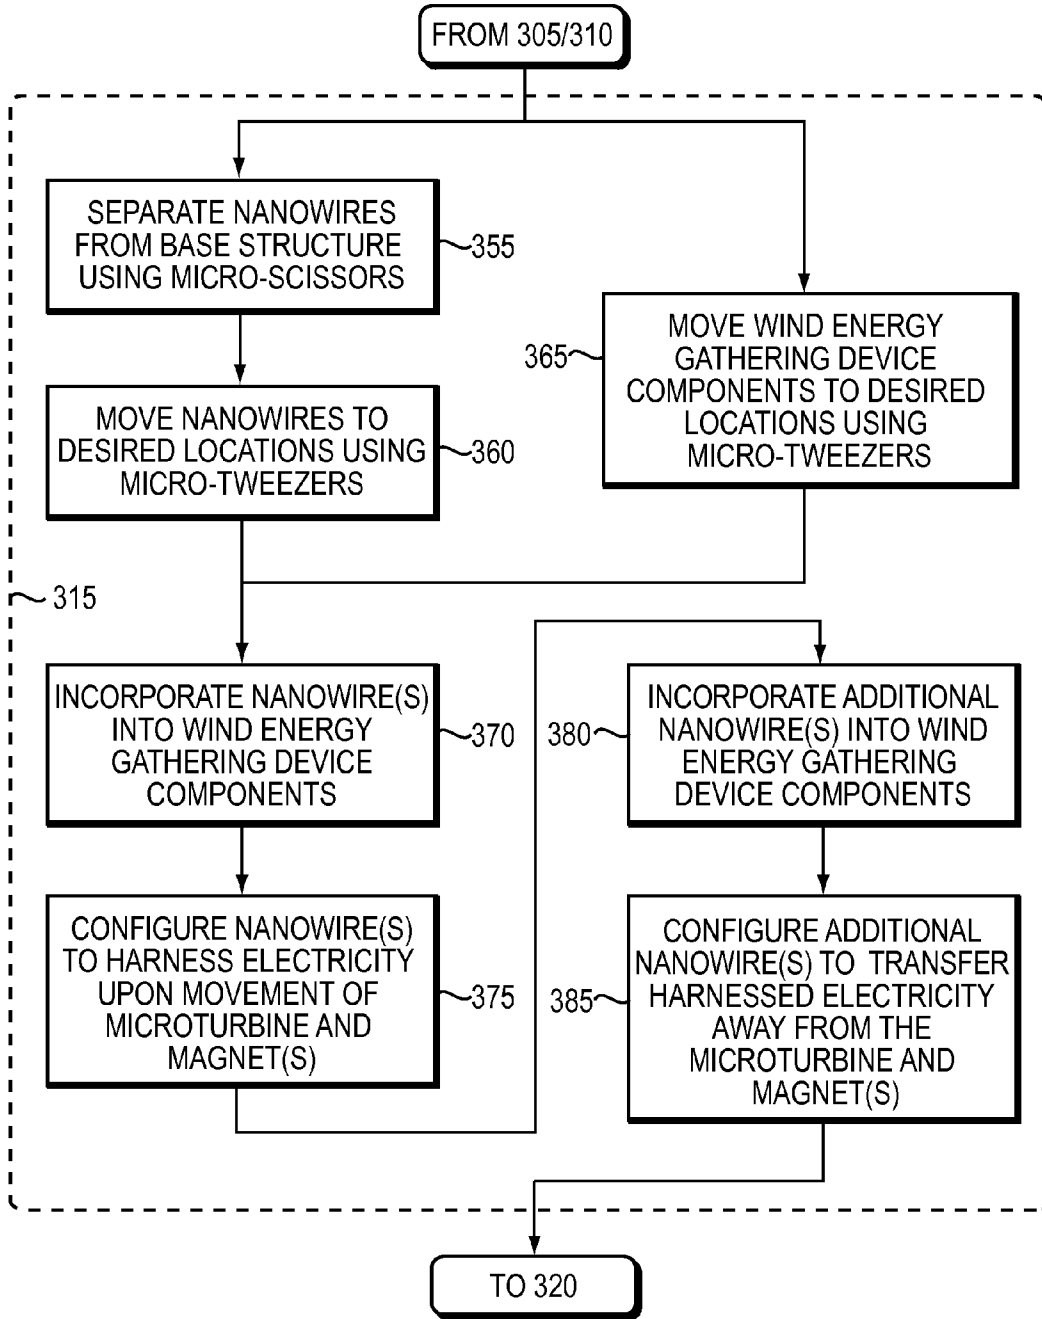 FROM 305/310
SEPARATE NANOWIRES
FROM BASE STRUCTURE
USING MICRO-SCISSORS
355
MOVE WIND ENERGY
GATHERING DEVICE
COMPONENTS TO DESIRED
LOCATIONS USING
MICRO-TWEEZERS
365
MOVE NANOWIRES TO
DESIRED LOCATIONS USING
MICRO-TWEEZERS
360
315
INCORPORATE NANOWIRE(S)
INTO WIND ENERGY
GATHERING DEVICE
COMPONENTS
370
CONFIGURE NANOWIRE(S)
TO HARNESS ELECTRICITY
UPON MOVEMENT OF
MICROTURBINE AND
MAGNET(S)
375
INCORPORATE ADDITIONAL
NANOWIRE(S) INTO WIND
ENERGY GATHERING
DEVICE COMPONENTS
380
CONFIGURE ADDITIONAL
NANOWIRE(S) TO TRANSFER
HARNESSED ELECTRICITY
AWAY FROM THE
MICROTURBINE AND
MAGNET(S)
385
TO 320